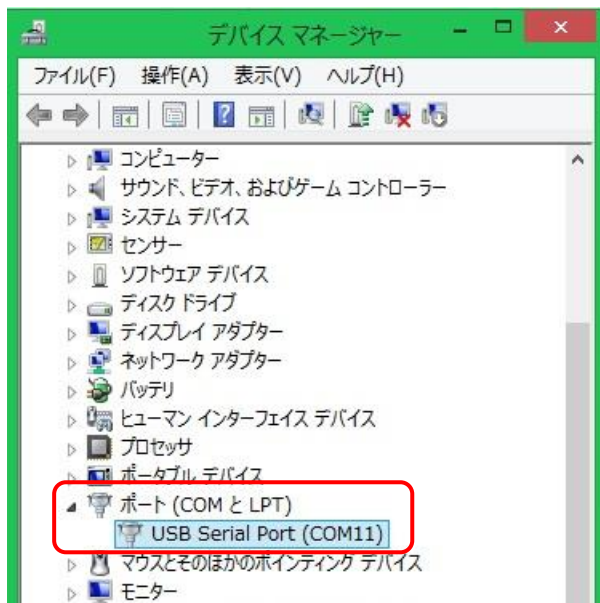 デバイス マネージャー
ファイル(F) 操作(A) 表示(V) ヘルプ(H)
コンピューター
サウンド、ビデオ、およびゲーム コントローラー
システム デバイス
センサー
ソフトウェア デバイス
ディスク ドライブ
ディスプレイ アダプター
ネットワーク アダプター
バッテリ
ヒューマン インターフェイス デバイス
プロセッサ
ポータブル デバイス
ポート (COM と LPT)
USB Serial Port (COM11)
マウスとそのほかのポインティング デバイス
モニター